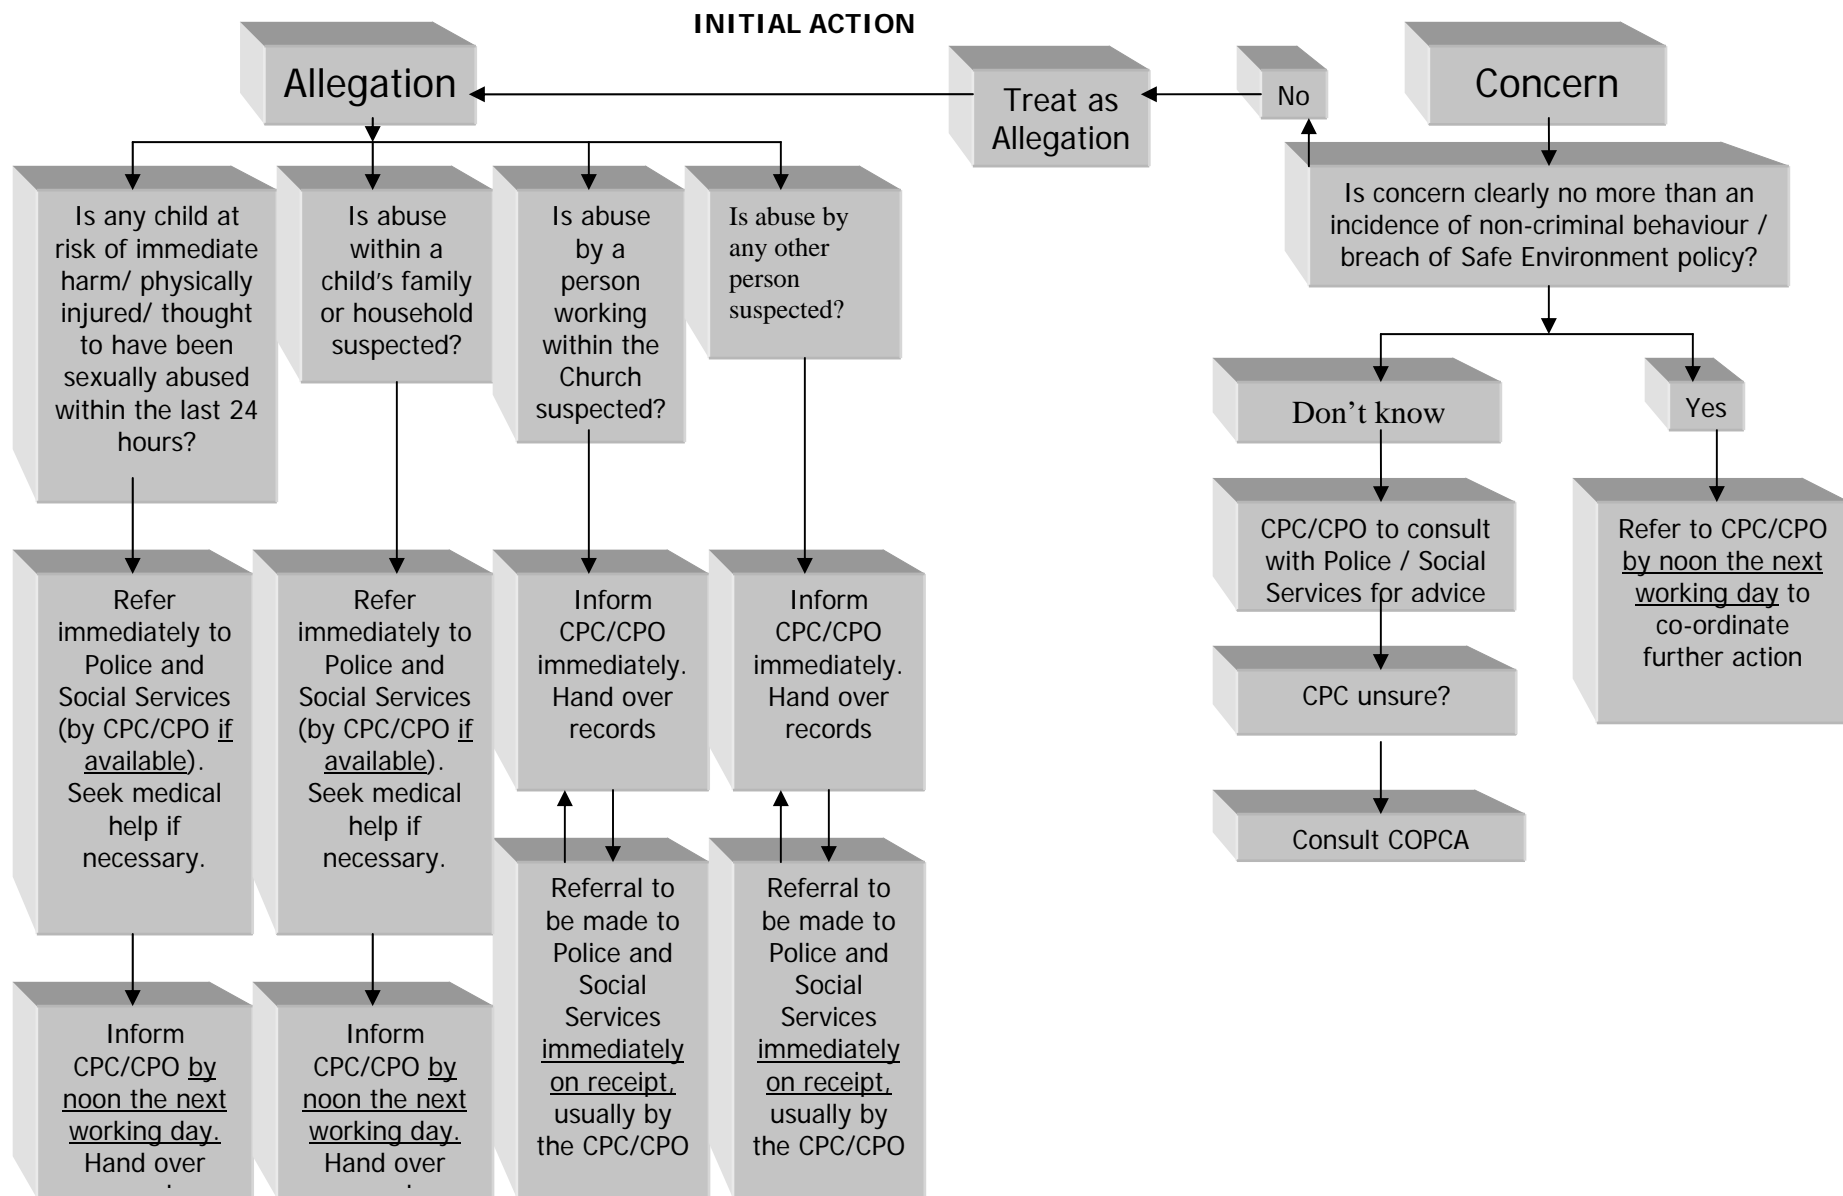 INITIAL ACTION
Allegation
Treat as
Allegation
No
Concern
Is any child at
risk of immediate
harm/ physically
injured/ thought
to have been
sexually abused
within the last 24
hours?
Is abuse
within a
child's family
or household
suspected?
Is abuse
by a
person
working
within the
Church
suspected?
Is abuse by
any other
person
suspected?
Is concern clearly no more than an
incidence of non-criminal behaviour /
breach of Safe Environment policy?
Don't know
Yes
CPC/CPO to consult
with Police / Social
Services for advice
Refer to CPC/CPO
by noon the next
working day to
co-ordinate
further action
CPC unsure?
Consult COPCA
Refer
immediately to
Police and
Social Services
(by CPC/CPO if
available).
Seek medical
help if
necessary.
Refer
immediately to
Police and
Social Services
(by CPC/CPO if
available).
Seek medical
help if
necessary.
Inform
CPC/CPO
immediately.
Hand over
records
Inform
CPC/CPO
immediately.
Hand over
records
Inform
CPC/CPO by
noon the next
working day.
Hand over
Inform
CPC/CPO by
noon the next
working day.
Hand over
Referral to
be made to
Police and
Social
Services
immediately
on receipt,
usually by
the CPC/CPO
Referral to
be made to
Police and
Social
Services
immediately
on receipt,
usually by
the CPC/CPO